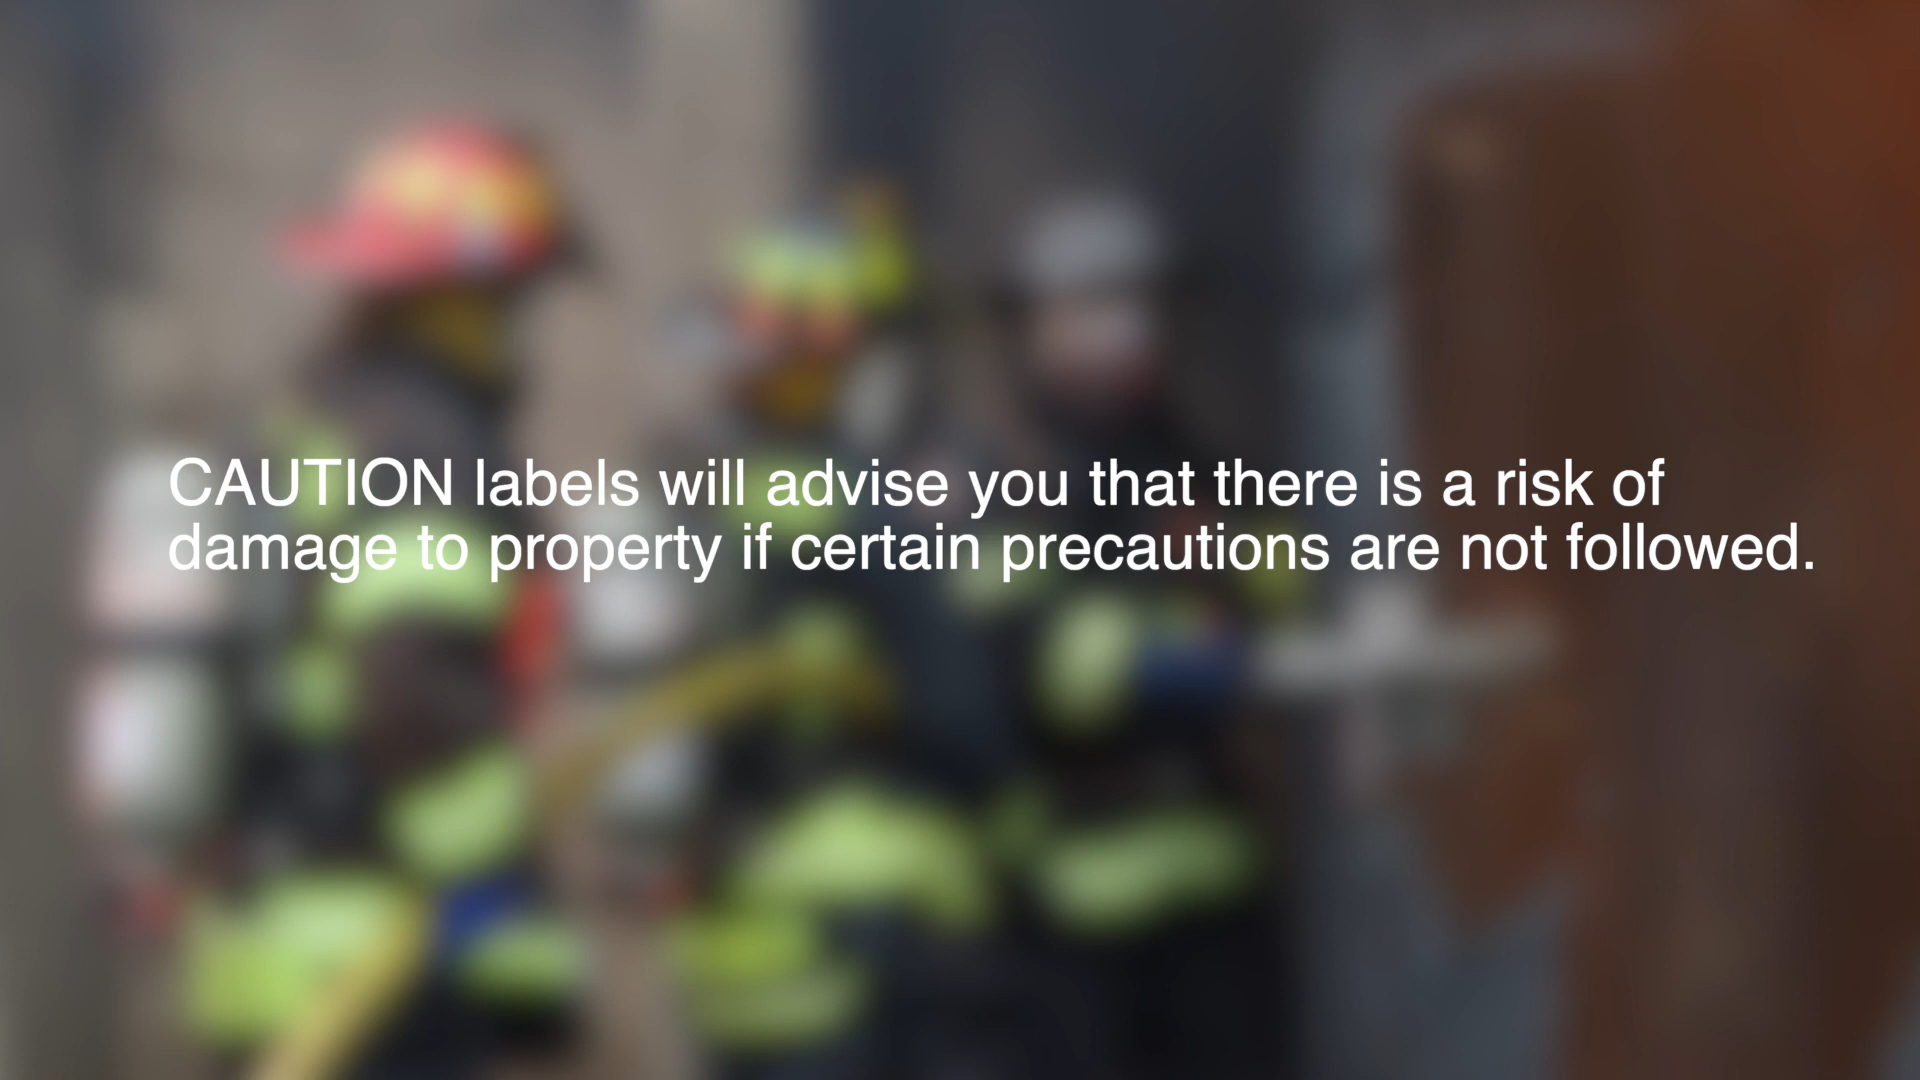 CAUTION labels will advise you that there is a risk of
damage to property if certain precautions are not followed.